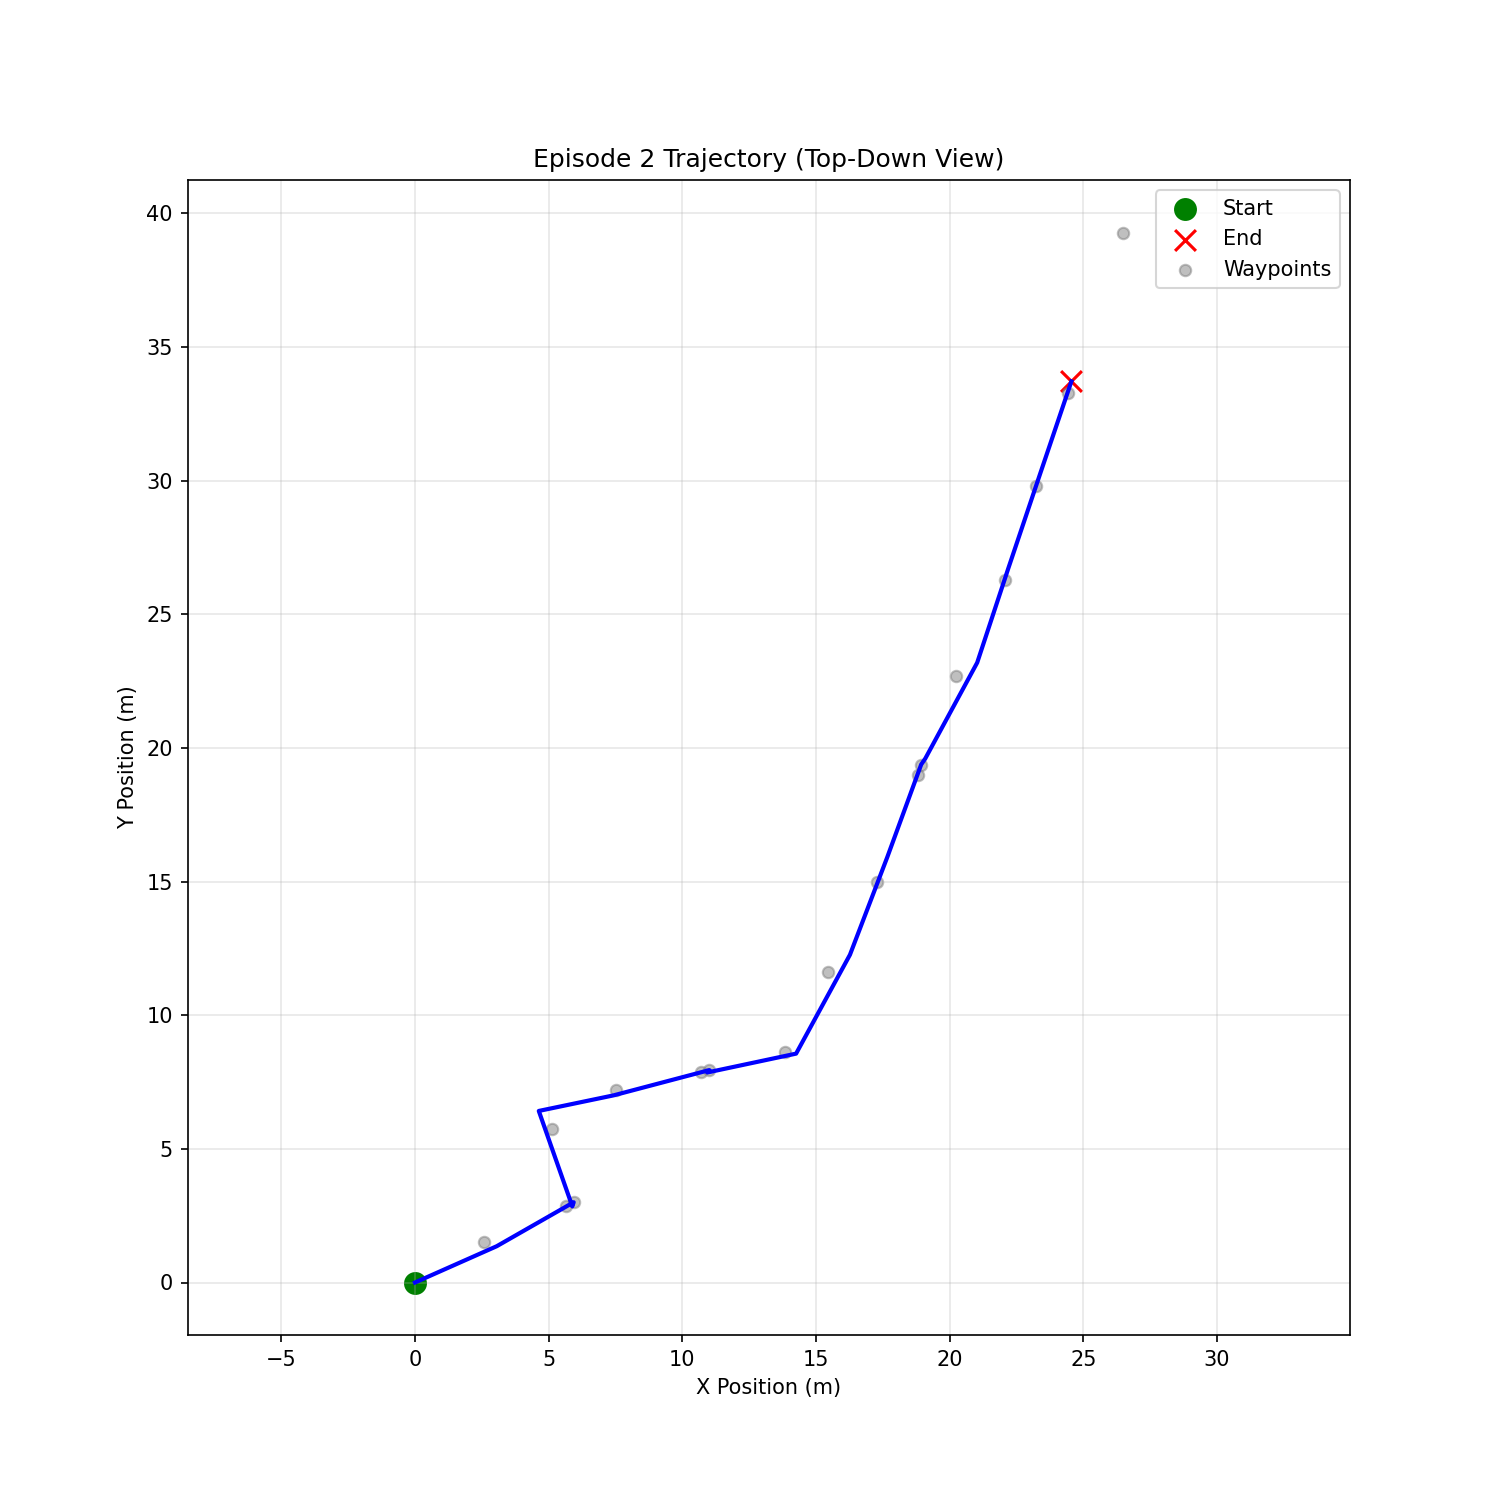 Episode 2 Trajectory (Top-Down View)
Start
End
Waypoints
40
35
30
25
20
15
10
5
0
Y Position (m)
−5 0 5 10 15 20 25 30
X Position (m)